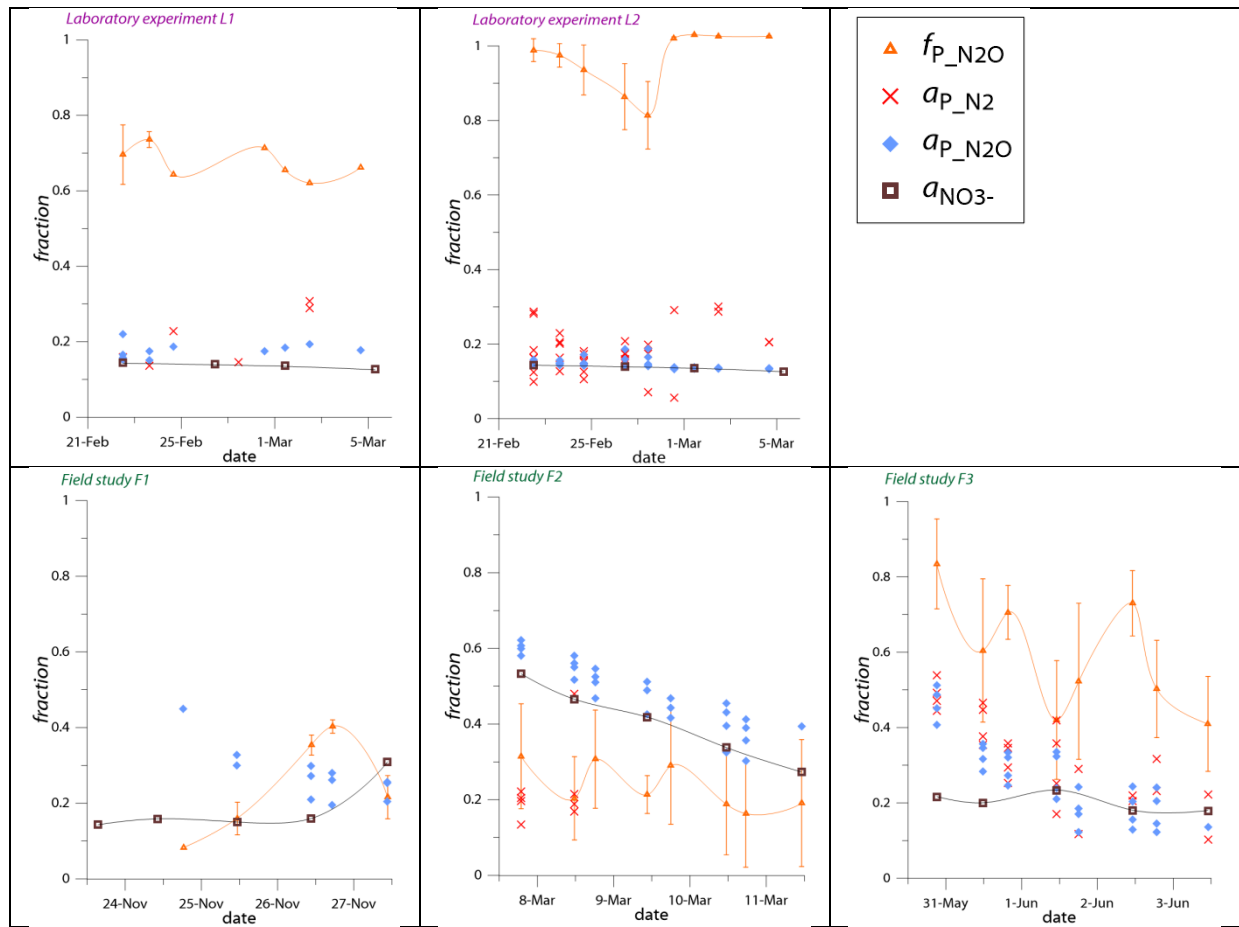 Laboratory experiment L1
1
0.8
0.6
0.4
0.2
0
fraction
21-Feb 25-Feb 1-Mar 5-Mar
date
Laboratory experiment L2
1
0.8
0.6
0.4
0.2
0
fraction
21-Feb 25-Feb 1-Mar 5-Mar
date
fP_N2O
aP_N2
aP_N2O
aNO3-
Field study F1
1
0.8
0.6
0.4
0.2
0
fraction
24-Nov 25-Nov 26-Nov 27-Nov
date
Field study F2
1
0.8
0.6
0.4
0.2
0
fraction
8-Mar 9-Mar 10-Mar 11-Mar
date
Field study F3
1
0.8
0.6
0.4
0.2
0
fraction
31-May 1-Jun 2-Jun 3-Jun
date